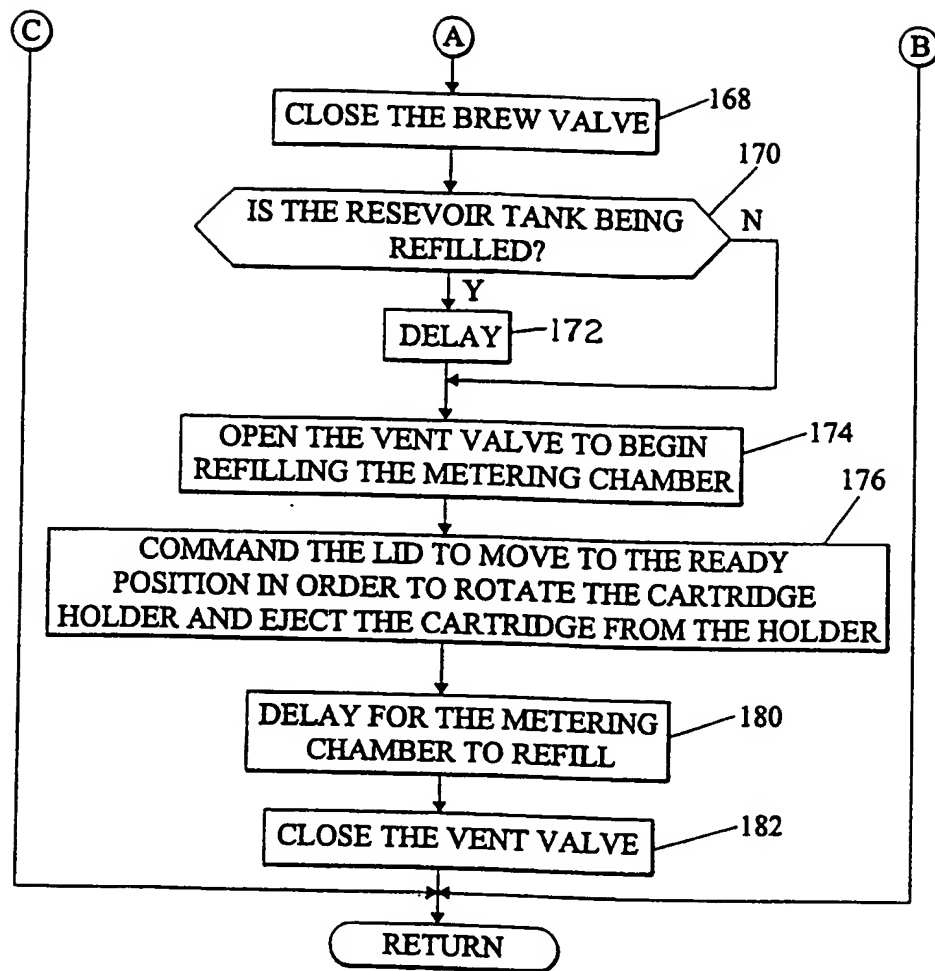 C
A
B
CLOSE THE BREW VALVE
168
170
IS THE RESEVOIR TANK BEING
REFILLED?
N
Y
DELAY
172
OPEN THE VENT VALVE TO BEGIN
REFILLING THE METERING CHAMBER
174
176
COMMAND THE LID TO MOVE TO THE READY
POSITION IN ORDER TO ROTATE THE CARTRIDGE
HOLDER AND EJECT THE CARTRIDGE FROM THE HOLDER
DELAY FOR THE METERING
CHAMBER TO REFILL
180
CLOSE THE VENT VALVE
182
RETURN